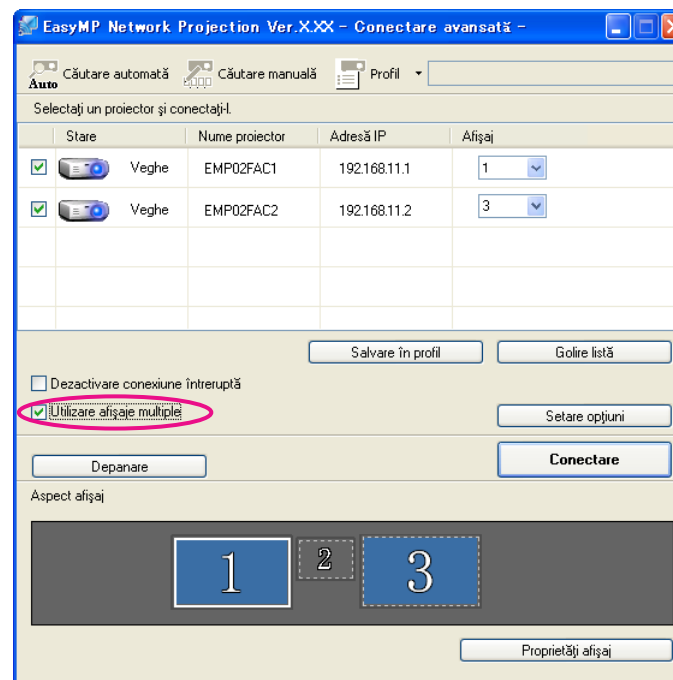 EasyMP Network Projection Ver.X.XX - Conectare avansată -
Auto Căutare automată Căutare manuală Profil
Selectaţi un proiector şi conectaţi-l.
Stare Nume proiector Adresă IP Afişaj
Veghe EMP02FAC1 192.168.11.1 1
Veghe EMP02FAC2 192.168.11.2 3
Salvare în profil Golire listă
Dezactivare conexiune întreruptă
Utilizare afişaje multiple
Setare opţiuni
Depanare Conectare
Aspect afişaj
1 2 3
Proprietăţi afişaj